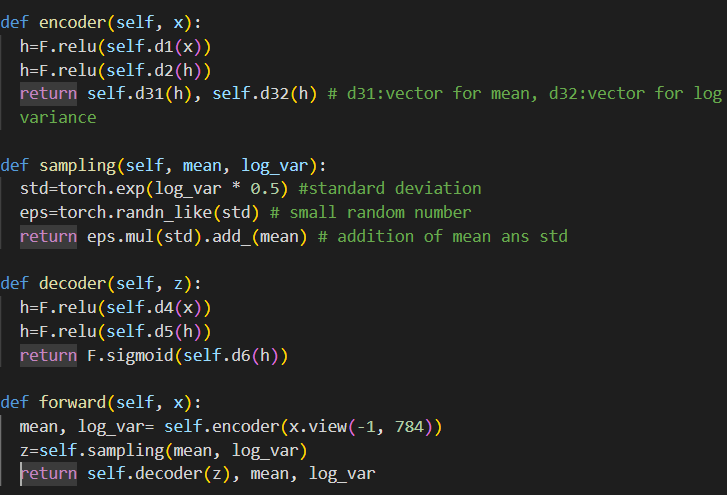 def encoder(self, x):
h=F.relu(self.d1(x))
h=F.relu(self.d2(h))
return self.d31(h), self.d32(h) # d31:vector for mean, d32:vector for log
variance
def sampling(self, mean, log_var):
std=torch.exp(log_var * 0.5) #standard deviation
eps=torch.randn_like(std) # small random number
return eps.mul(std).add_(mean) # addition of mean ans std
def decoder(self, z):
h=F.relu(self.d4(x))
h=F.relu(self.d5(h))
return F.sigmoid(self.d6(h))
def forward(self, x):
mean, log_var= self.encoder(x.view(-1, 784))
z=self.sampling(mean, log_var)
return self.decoder(z), mean, log_var